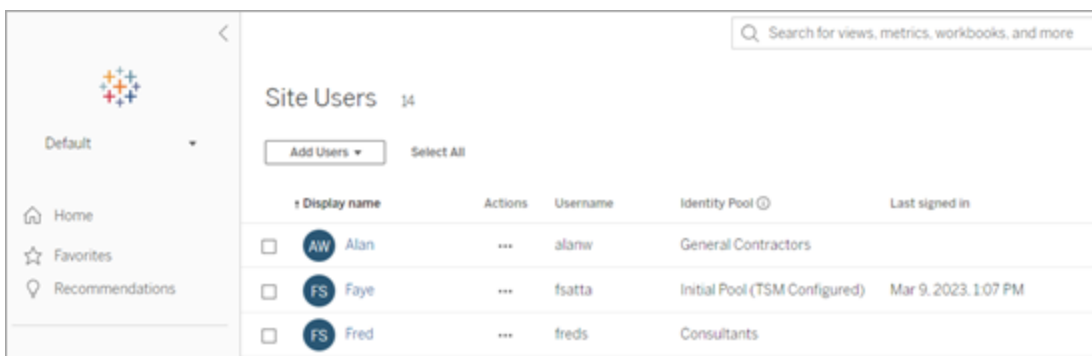 Search for views, metrics, workbooks, and more
Site Users 14
Default
Add Users Select All
Display name Actions Username Identity Pool Last signed in
Home
AW Alan ... alanw General Contractors
Favorites
Recommendations
FS Faye ... fsatta Initial Pool (TSM Configured) Mar 9, 2023, 1:07 PM
FS Fred ... freds Consultants